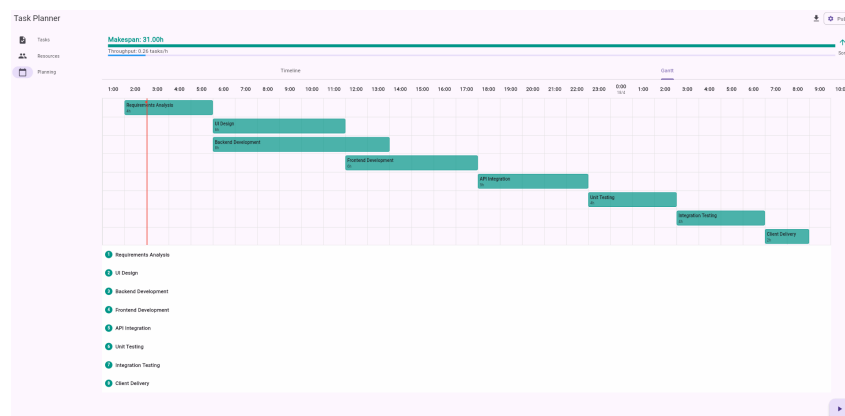 Task Planner
Tasks
Resources
Planning
Makespan: 31.00h
Throughput: 0.26 tasks/h
Timeline
Gantt
1:00 2:00 3:00 4:00 5:00 6:00 7:00 8:00 9:00 10:00 11:00 12:00 13:00 14:00 15:00 16:00 17:00 18:00 19:00 20:00 21:00 22:00 23:00 0:00 1:00 2:00 3:00 4:00 5:00 6:00 7:00 8:00 9:00
Requirements Analysis
UI Design
Backend Development
Frontend Development
API Integration
Unit Testing
Integration Testing
Client Delivery
1 Requirements Analysis
2 UI Design
3 Backend Development
4 Frontend Development
5 API Integration
6 Unit Testing
7 Integration Testing
8 Client Delivery